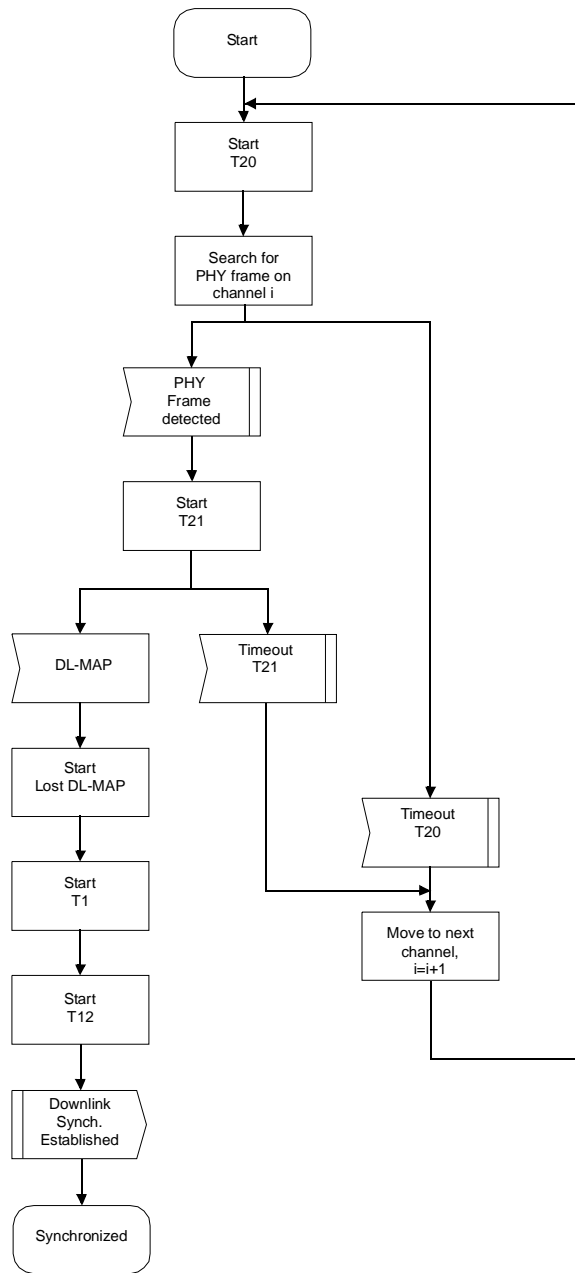 Start
Start
T20
Search for
PHY frame on
channel i
PHY
Frame
detected
Start
T21
DL-MAP
Timeout
T21
Start
Lost DL-MAP
Timeout
T20
Start
T1
Move to next
channel,
i=i+1
Start
T12
Downlink
Synch.
Established
Synchronized